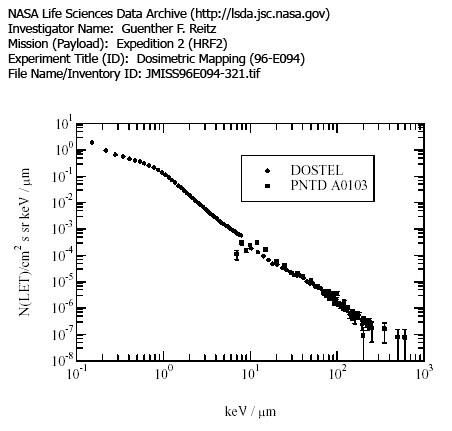 NASA Life Sciences Data Archive (http://lsda.jsc.nasa.gov)
Investigator Name:  Guenther F. Reitz
Mission (Payload):  Expedition 2 (HRF2)
Experiment Title (ID):  Dosimetric Mapping (96-E094)
File Name/Inventory ID: JMISS96E094-321.tif
N(LET)/cm² s sr keV / μm
10¹
10⁰
10⁻¹
10⁻²
10⁻³
10⁻⁴
10⁻⁵
10⁻⁶
10⁻⁷
10⁻⁸
DOSTEL
PNTD A0103
10⁻¹ 10⁰ 10¹ 10² 10³
keV / μm